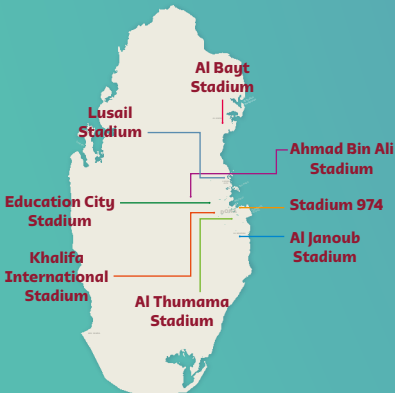 Al Bayt
Stadium
Lusail
Stadium
Ahmad Bin Ali
Stadium
Education City
Stadium
Stadium 974
Al Janoub
Stadium
Khalifa
International
Stadium
Al Thumama
Stadium